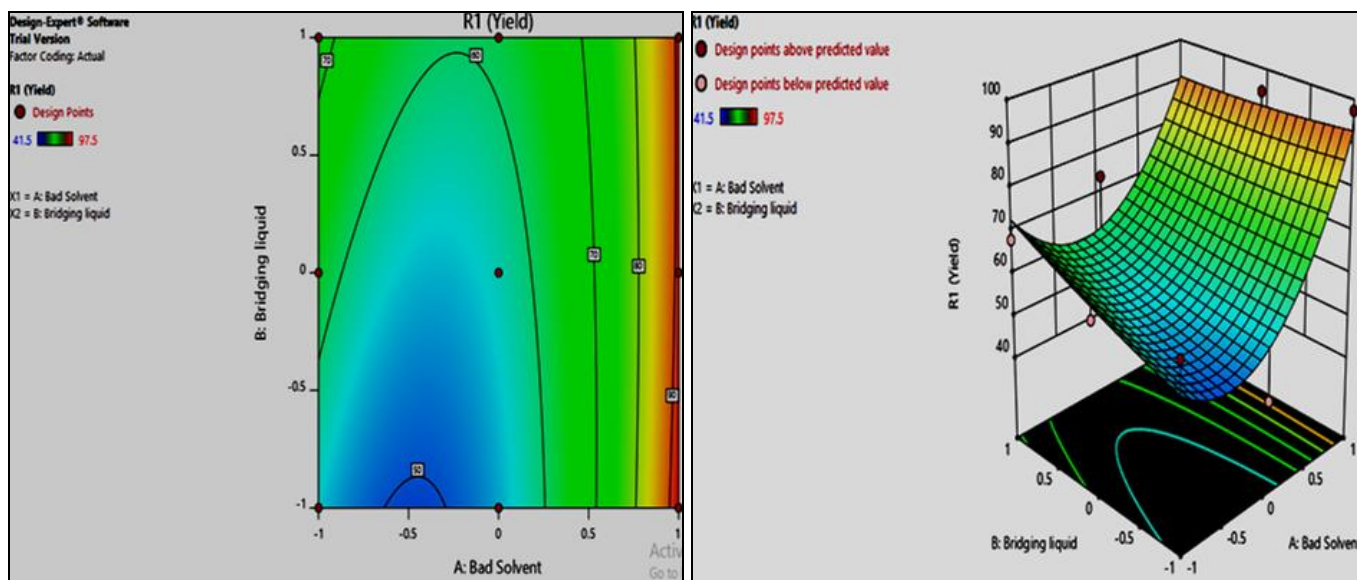 Design-Expert® Software
Trial Version
Factor Coding: Actual
R1 (Yield)
Design Points
41.5 97.5
X1 = A: Bad Solvent
X2 = B: Bridging liquid
R1 (Yield)
1
0.5
0
-0.5
-1
B: Bridging liquid
70
60
70
80
90
50
-1
-0.5
0
0.5
1
A: Bad Solvent
Activ
Go to
R1 (Yield)
Design points above predicted value
Design points below predicted value
41.5 97.5
X1 = A: Bad Solvent
X2 = B: Bridging liquid
100
90
80
70
60
50
40
R1 (Yield)
1
0.5
0
-0.5
-1
B: Bridging liquid
-1
-0.5
0
0.5
1
A: Bad Solven